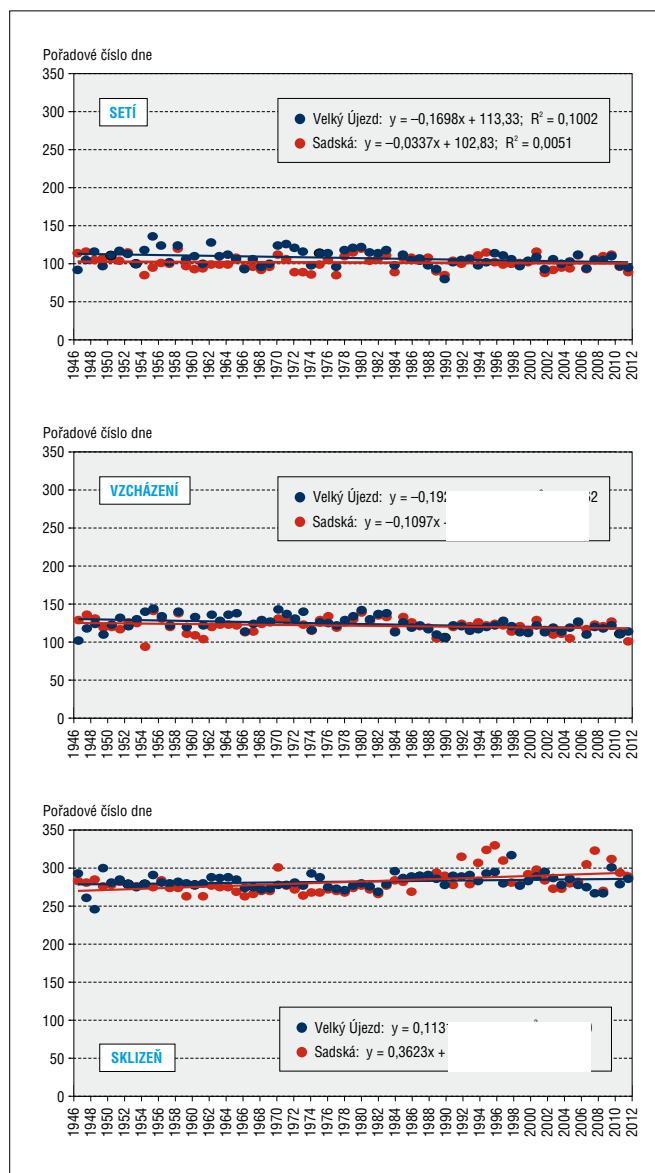 Pořadové číslo dne
350
SETÍ
Velký Újezd: y = –0,1698x + 113,33; R² = 0,1002
Sadská: y = –0,0337x + 102,83; R² = 0,0051
300
250
200
150
100
50
0
1946 1948 1950 1952 1954 1956 1958 1960 1962 1964 1966 1968 1970 1972 1974 1976 1978 1980 1982 1984 1986 1988 1990 1992 1994 1996 1998 2000 2002 2004 2006 2008 2010 2012
Pořadové číslo dne
350
VZCHÁZENÍ
Velký Újezd: y = –0,192
Sadská: y = –0,1097x
300
250
200
150
100
50
0
1946 1948 1950 1952 1954 1956 1958 1960 1962 1964 1966 1968 1970 1972 1974 1976 1978 1980 1982 1984 1986 1988 1990 1992 1994 1996 1998 2000 2002 2004 2006 2008 2010 2012
Pořadové číslo dne
350
300
250
200
150
100
Velký Újezd: y = 0,1131
Sadská: y = 0,3623x +
50
SKLIZEŇ
0
1946 1948 1950 1952 1954 1956 1958 1960 1962 1964 1966 1968 1970 1972 1974 1976 1978 1980 1982 1984 1986 1988 1990 1992 1994 1996 1998 2000 2002 2004 2006 2008 2010 2012